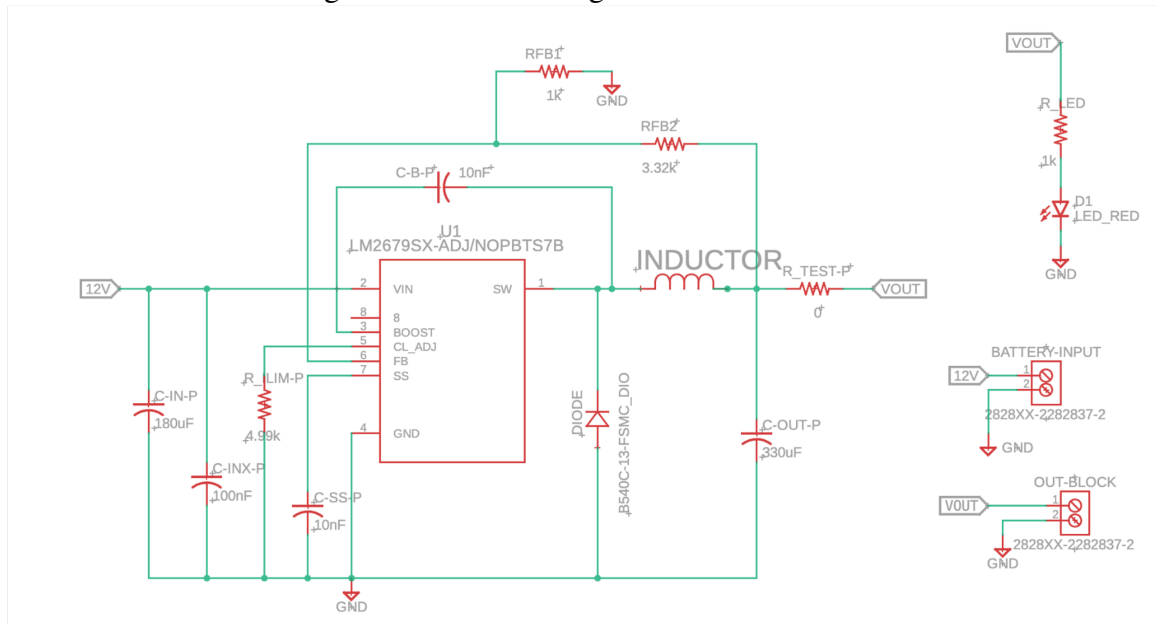 RFB1
1k
GND
RFB2
3.32k
C-B-P
10nF
U1
LM2679SX-ADJ/NOPBTS7B
12V
2
VIN
SW
1
8
8
3
BOOST
5
CL_ADJ
6
FB
7
SS
4
GND
INDUCTOR
R_TEST-P
0
VOUT
C-IN-P
180uF
C-INX-P
100nF
R_ILIM-P
4.99k
C-SS-P
10nF
DIODE
B540C-13-FSMC_DIO
C-OUT-P
330uF
GND
VOUT
R_LED
1k
D1
LED_RED
GND
BATTERY-INPUT
12V
1
2
2828XX-2282837-2
GND
OUT-BLOCK
VOUT
1
2
2828XX-2282837-2
GND